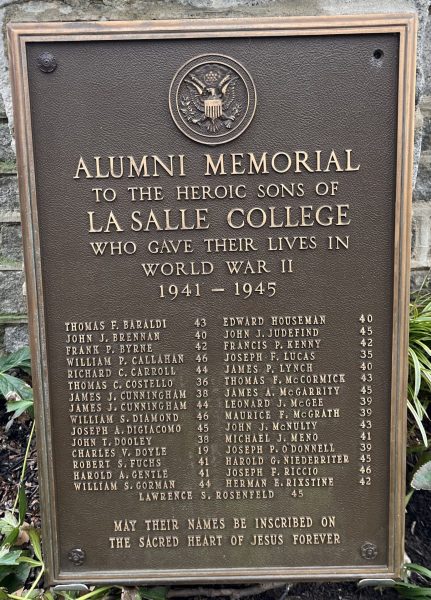 ALUMNI MEMORIAL
TO THE HEROIC SONS OF
LA SALLE COLLEGE
WHO GAVE THEIR LIVES IN
WORLD WAR II
1941 – 1945
THOMAS F. BARALDI 43
JOHN J. BRENNAN 40
FRANK P. BYRNE 42
WILLIAM P. CALLAHAN 46
RICHARD C. CARROLL 44
THOMAS C. COSTELLO 36
JAMES J. CUNNINGHAM 38
JAMES J. CUNNINGHAM 44
WILLIAM S. DIAMOND 46
JOSEPH A. DIGIACOMO 45
JOHN T. DOOLEY 38
CHARLES V. DOYLE 19
ROBERT S. FUCHS 41
HAROLD A. GENTLE 41
WILLIAM S. GORMAN 44
EDWARD HOUSEMAN 40
JOHN J. JUDEFIND 45
FRANCIS P. KENNY 42
JOSEPH F. LUCAS 35
JAMES P. LYNCH 40
THOMAS F. MCCORMICK 43
JAMES A. MCGARRITY 45
LEONARD J. MCGEE 39
MAURICE F. MCGRATH 39
JOHN J. MCNULTY 43
MICHAEL J. MENO 41
JOSEPH P. O'DONNELL 39
HAROLD G. NIEDERRITER 45
JOSEPH F. RICCIO 46
HERMAN E. RIXSTINE 42
LAWRENCE S. ROSENFELD 45
MAY THEIR NAMES BE INSCRIBED ON
THE SACRED HEART OF JESUS FOREVER